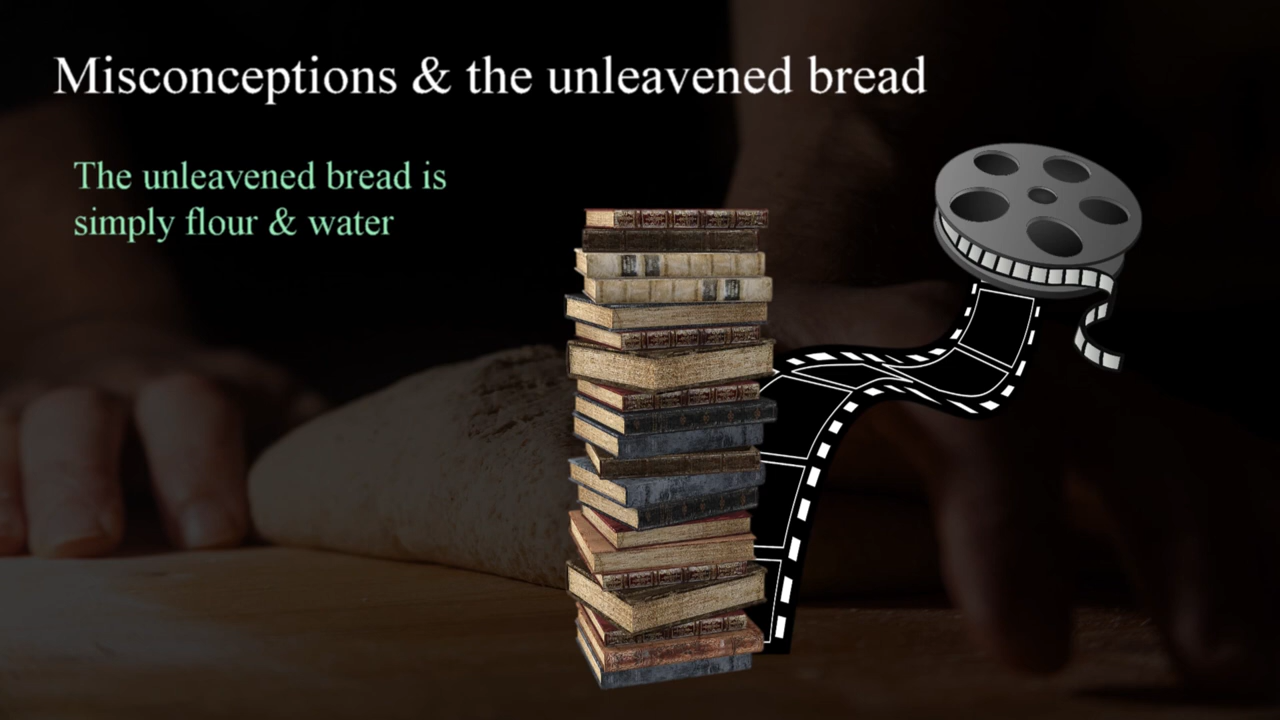 Misconceptions & the unleavened bread
The unleavened bread is
simply flour & water